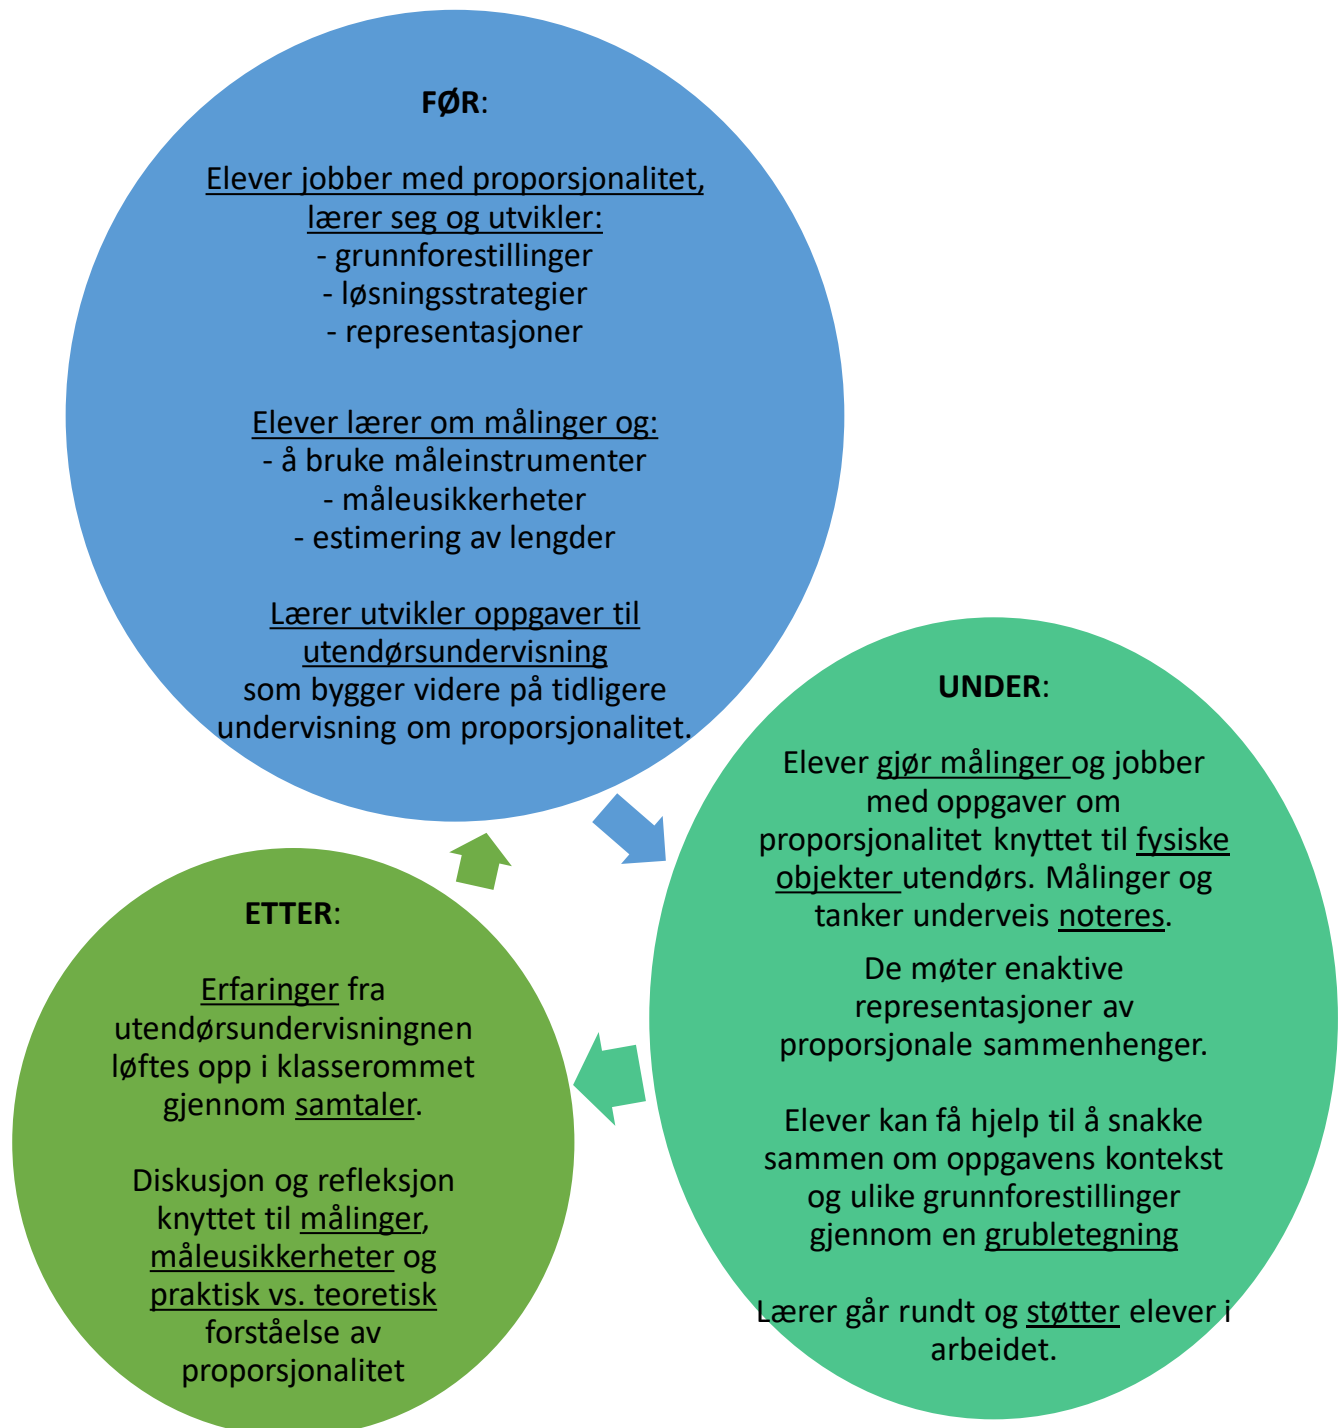 FØR:
Elever jobber med proporsjonalitet,
lærer seg og utvikler:
- grunnforestillinger
- løsningsstrategier
- representasjoner
Elever lærer om målinger og:
- å bruke måleinstrumenter
- måleusikkerheter
- estimering av lengder
Lærer utvikler oppgaver til
utendørsundervisning
som bygger videre på tidligere
undervisning om proporsjonalitet.
UNDER:
Elever gjør målinger og jobber
med oppgaver om
proporsjonalitet knyttet til fysiske
objekter utendørs. Målinger og
tanker underveis noteres.
De møter enaktive
representasjoner av
proporsjonale sammenhenger.
Elever kan få hjelp til å snakke
sammen om oppgavens kontekst
og ulike grunnforestillinger
gjennom en grubletegning
Lærer går rundt og støtter elever i
arbeidet.
ETTER:
Erfaringer fra
utendørsundervisningnen
løftes opp i klasserommet
gjennom samtaler.
Diskusjon og refleksjon
knyttet til målinger,
måleusikkerheter og
praktisk vs. teoretisk
forståelse av
proporsjonalitet